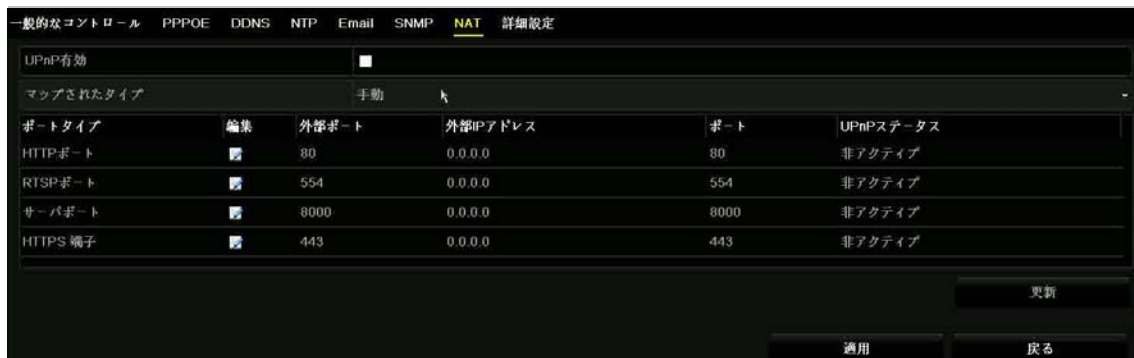 一般的なコントロール PPPOE DDNS NTP Email SNMP NAT 詳細設定
UPnP有効
マップされたタイプ 手動
ポートタイプ 編集 外部ポート 外部IPアドレス ポート UPnPステータス
HTTPポート 80 0.0.0.0 80 非アクティブ
RTSPポート 554 0.0.0.0 554 非アクティブ
サーバポート 8000 0.0.0.0 8000 非アクティブ
HTTPS 端子 443 0.0.0.0 443 非アクティブ
更新
適用 戻る